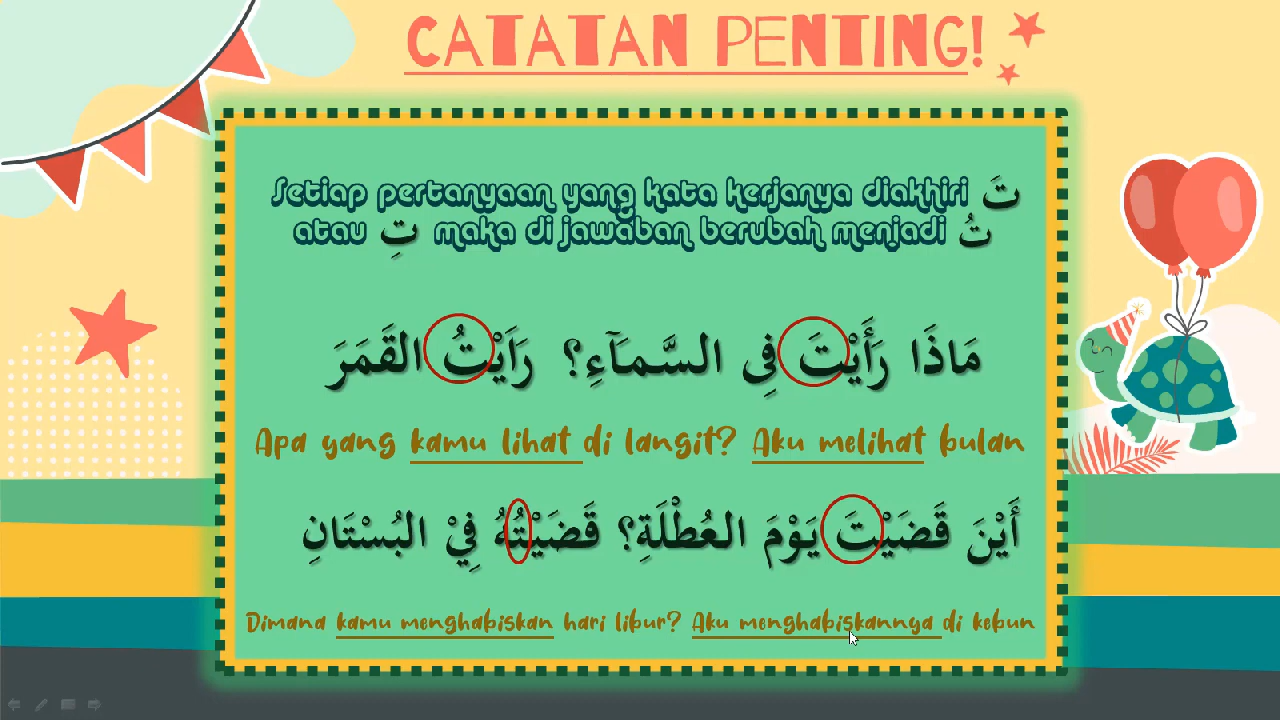 CATATAN PENTING!
Setiap pertanyaan yang kata kerjanya diakhiri تَ
atau تِ maka di jawaban berubah menjadi تُ
مَاذَا رَأَيْتَ فِى السَّمَآءِ؟ رَاَيْتُ القَمَرَ
Apa yang kamu lihat di langit? Aku melihat bulan
أَيْنَ قَضَيْتَ يَوْمَ العُطْلَةِ؟ قَضَيْتُهُ فِيْ البُسْتَانِ
Dimana kamu menghabiskan hari libur? Aku menghabiskannya di kebun